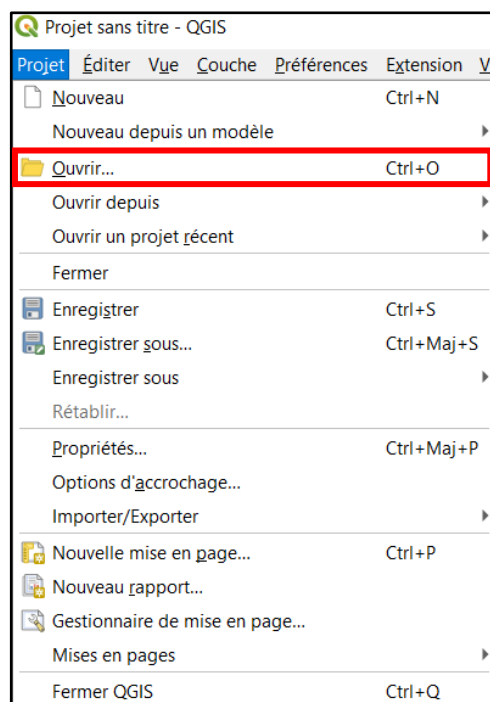 Projet sans titre - QGIS
Projet Éditer Vue Couche Préférences Extension V
Nouveau Ctrl+N
Nouveau depuis un modèle
Ouvrir... Ctrl+O
Ouvrir depuis
Ouvrir un projet récent
Fermer
Enregistrer Ctrl+S
Enregistrer sous... Ctrl+Maj+S
Enregistrer sous
Rétablir...
Propriétés... Ctrl+Maj+P
Options d'accrochage...
Importer/Exporter
Nouvelle mise en page... Ctrl+P
Nouveau rapport...
Gestionnaire de mise en page...
Mises en pages
Fermer QGIS Ctrl+Q